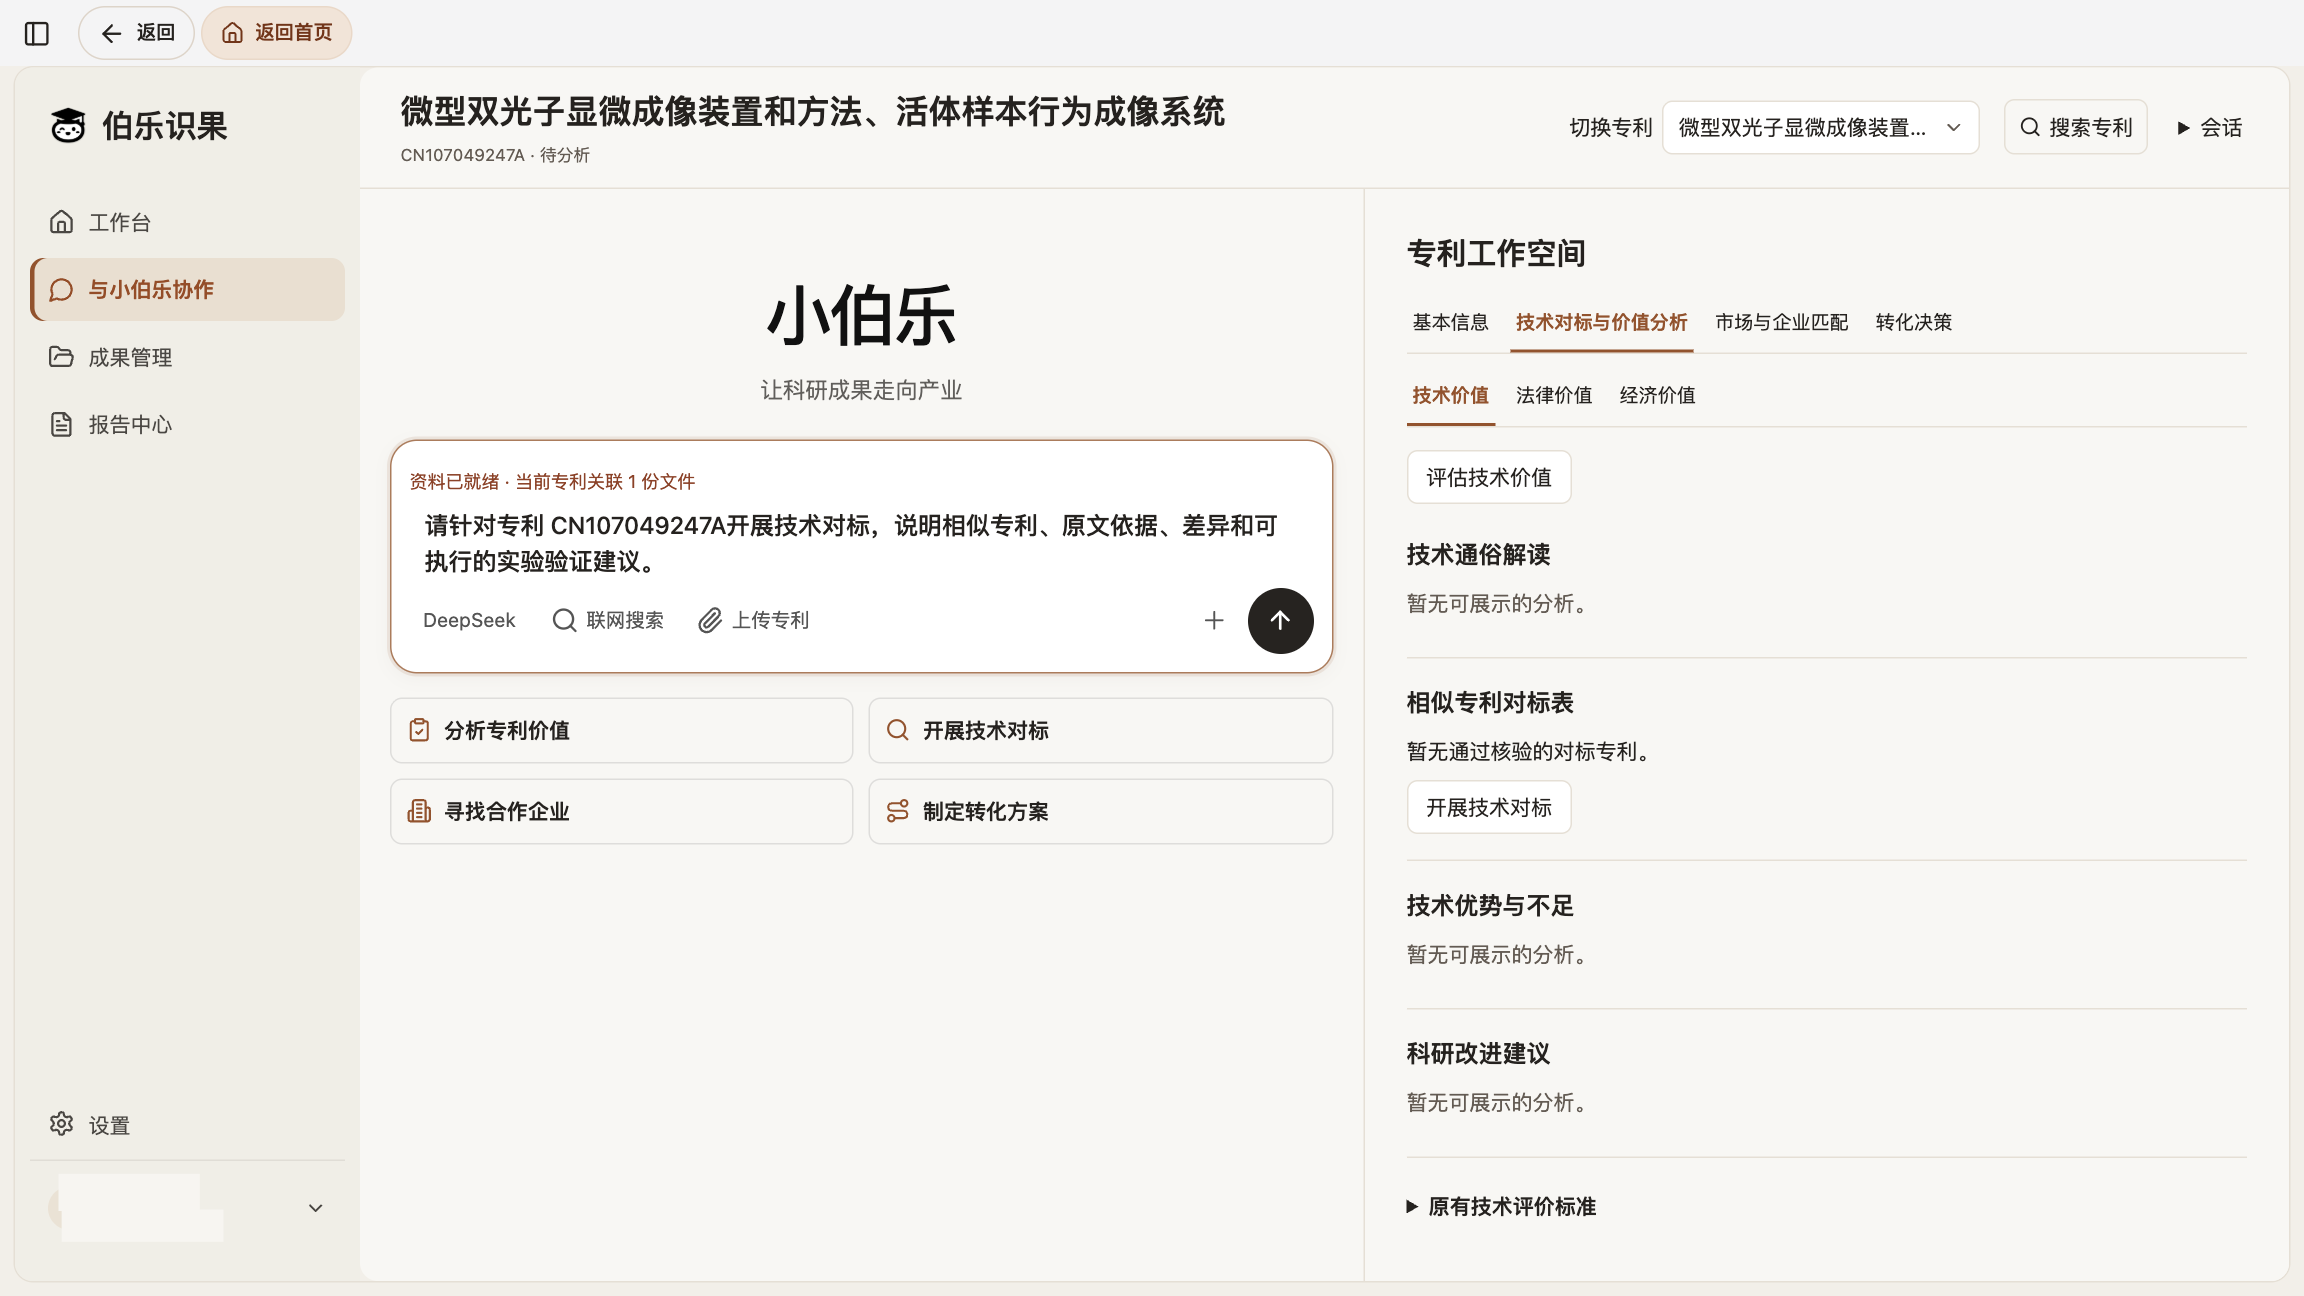 返回
返回首页
伯乐识果
工作台
与小伯乐协作
成果管理
报告中心
设置
微型双光子显微成像装置和方法、活体样本行为成像系统
CN107049247A · 待分析
切换专利
微型双光子显微成像装置...
搜索专利
▶ 会话
小伯乐
让科研成果走向产业
资料已就绪 · 当前专利关联 1 份文件
请针对专利 CN107049247A开展技术对标，说明相似专利、原文依据、差异和可
执行的实验验证建议。
DeepSeek
联网搜索
上传专利
分析专利价值
开展技术对标
寻找合作企业
制定转化方案
专利工作空间
基本信息
技术对标与价值分析
市场与企业匹配
转化决策
技术价值
法律价值
经济价值
评估技术价值
技术通俗解读
暂无可展示的分析。
相似专利对标表
暂无通过核验的对标专利。
开展技术对标
技术优势与不足
暂无可展示的分析。
科研改进建议
暂无可展示的分析。
▶ 原有技术评价标准